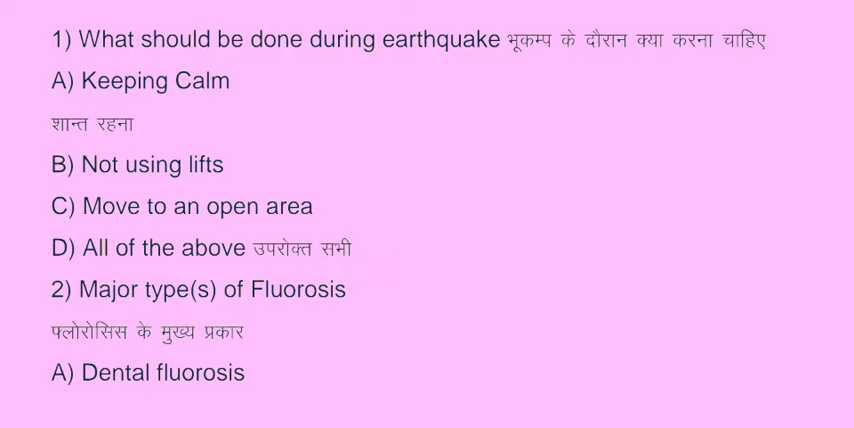 1) What should be done during earthquake भूकम्प के दौरान क्या करना चाहिए
A) Keeping Calm
शान्त रहना
B) Not using lifts
C) Move to an open area
D) All of the above उपरोक्त सभी
2) Major type(s) of Fluorosis
फ्लोरोसिस के मुख्य प्रकार
A) Dental fluorosis